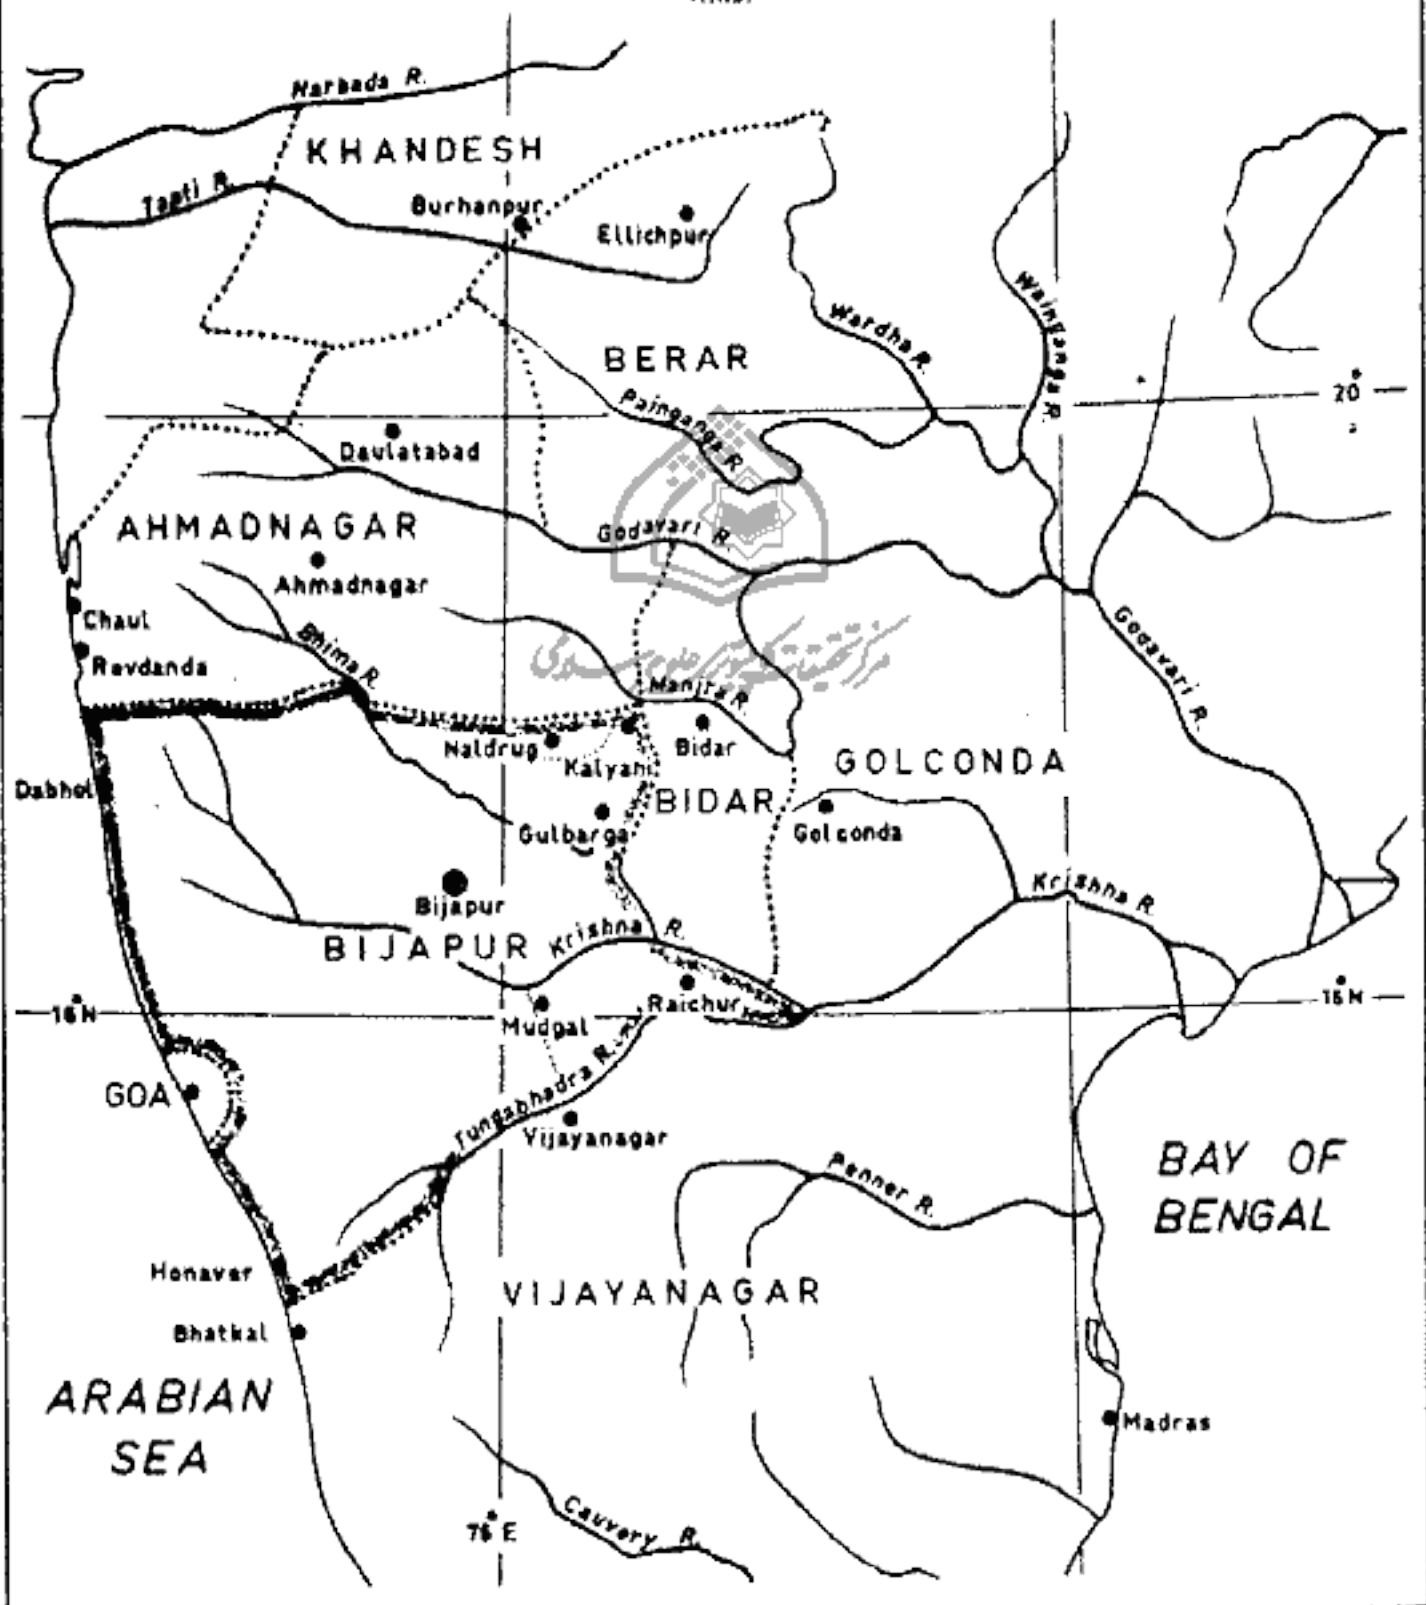 Narbada R.
KHANDESH
Tapti R.
Burhanpur
Ellichpur
Wainganga R.
Wardha R.
BERAR
20°
Painganga R.
Daulatabad
AHMADNAGAR
Godavari R.
Ahmadnagar
Chaul
Revdanda
Bhima R.
Godavari R.
Manjra R.
Naldrug
Kalyani
Bidar
GOLCONDA
Dabhol
BIDAR
Gulbarga
Golconda
Krishna R.
Bijapur
BIJAPUR
Krishna R.
Raichur
16°N
16°N
Mudgal
GOA
Tungabhadra R.
Vijayanagar
Penner R.
BAY OF
BENGAL
Honaver
VIJAYANAGAR
Bhatkal
ARABIAN
SEA
Madras
Cauvery R.
76°E